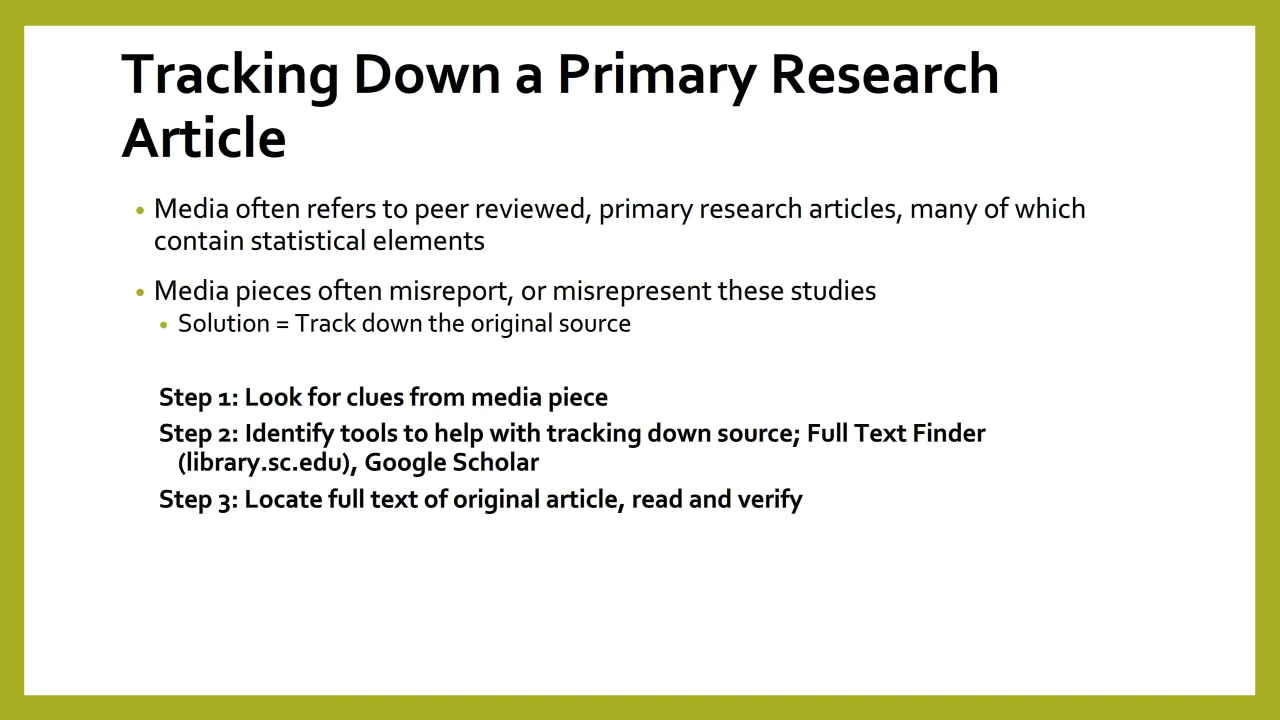 Tracking Down a Primary Research
Article
• Media often refers to peer reviewed, primary research articles, many of which
contain statistical elements
• Media pieces often misreport, or misrepresent these studies
• Solution = Track down the original source
Step 1: Look for clues from media piece
Step 2: Identify tools to help with tracking down source; Full Text Finder
(library.sc.edu), Google Scholar
Step 3: Locate full text of original article, read and verify